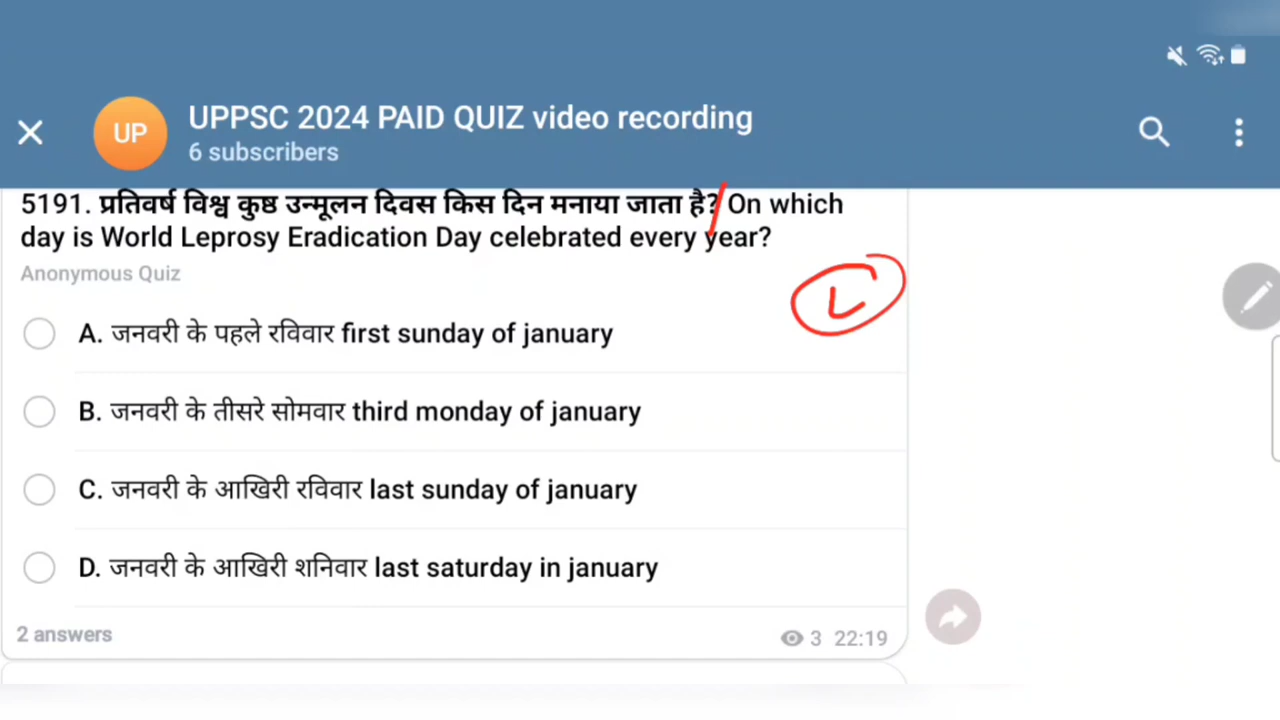 UP
UPPSC 2024 PAID QUIZ video recording
6 subscribers
5191. प्रतिवर्ष विश्व कुष्ठ उन्मूलन दिवस किस दिन मनाया जाता है? On which
day is World Leprosy Eradication Day celebrated every year?
Anonymous Quiz
L
A. जनवरी के पहले रविवार first sunday of january
B. जनवरी के तीसरे सोमवार third monday of january
C. जनवरी के आखिरी रविवार last sunday of january
D. जनवरी के आखिरी शनिवार last saturday in january
2 answers
3 22:19